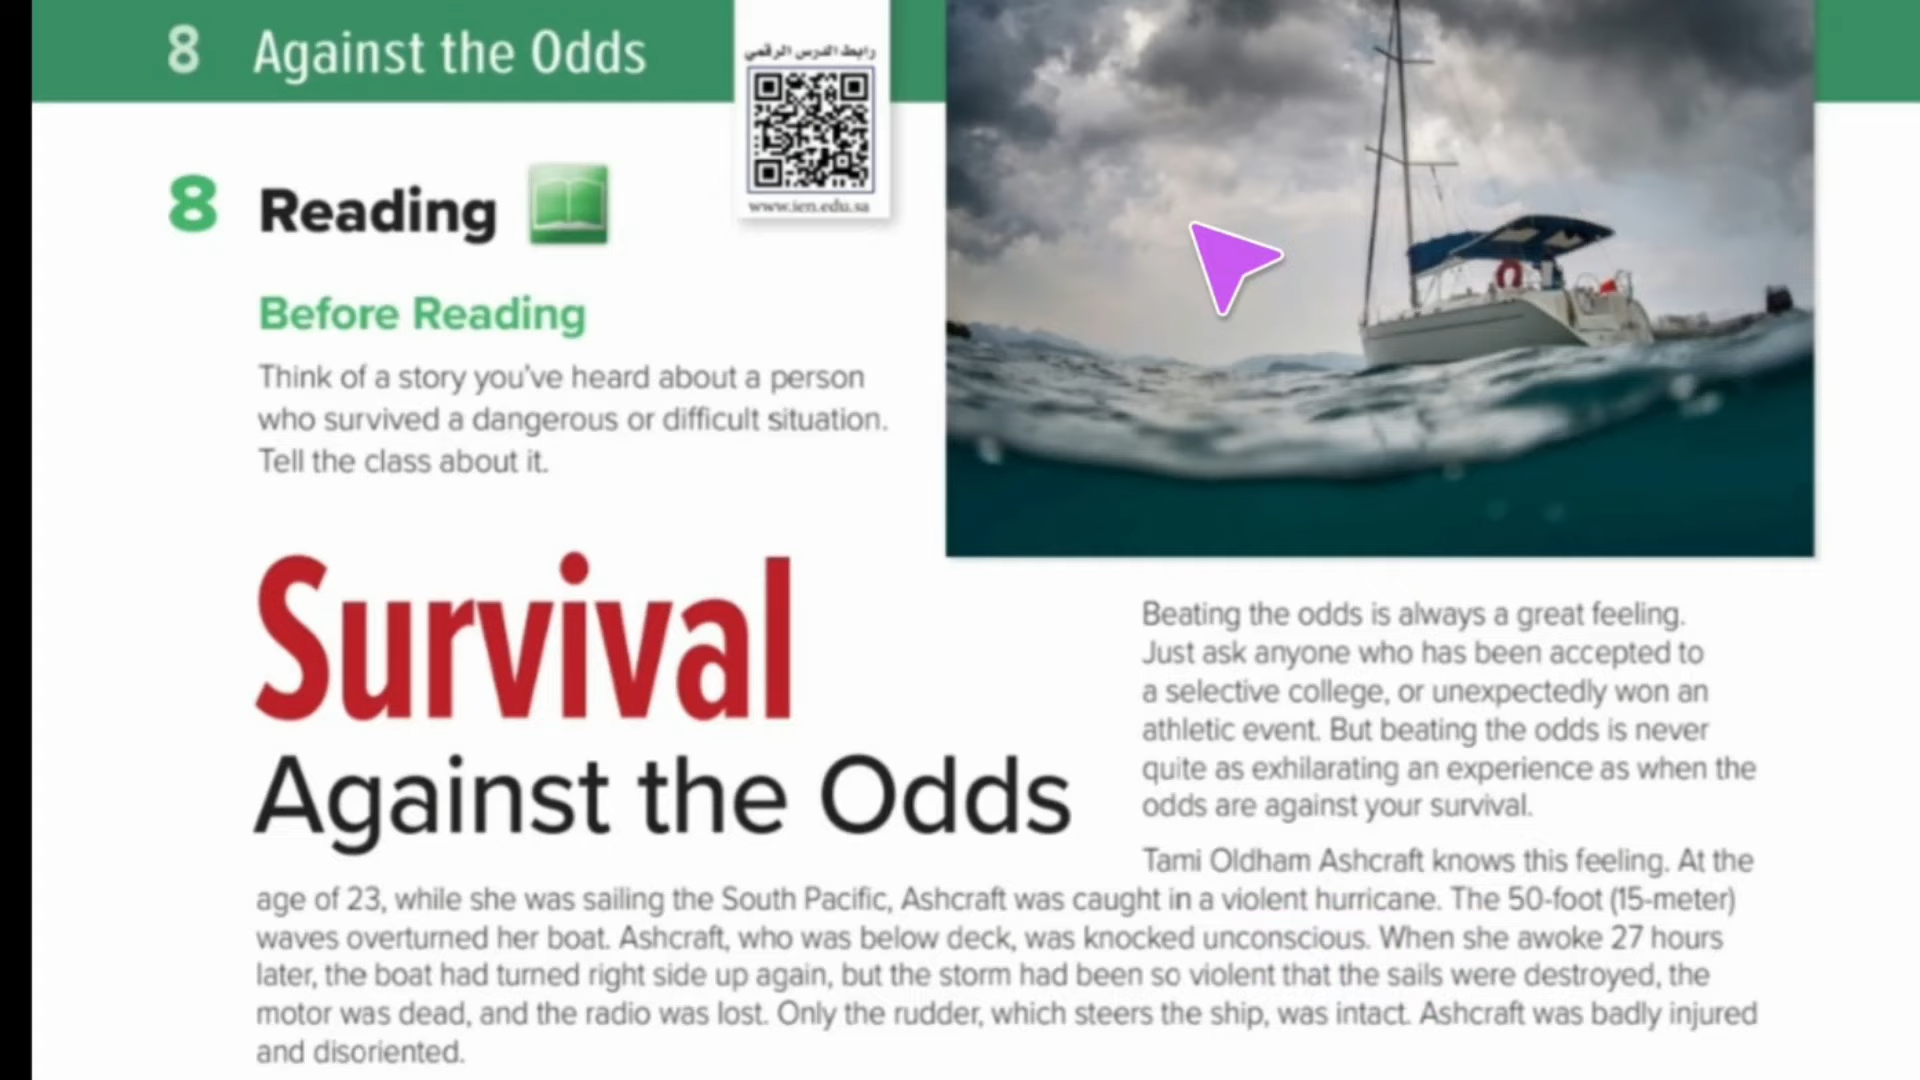 8 Against the Odds
رابط الدرس الرقمي
www.ien.edu.sa
8 Reading
Before Reading
Think of a story you've heard about a person
who survived a dangerous or difficult situation.
Tell the class about it.
Survival
Against the Odds
Beating the odds is always a great feeling.
Just ask anyone who has been accepted to
a selective college, or unexpectedly won an
athletic event. But beating the odds is never
quite as exhilarating an experience as when the
odds are against your survival.
Tami Oldham Ashcraft knows this feeling. At the
age of 23, while she was sailing the South Pacific, Ashcraft was caught in a violent hurricane. The 50-foot (15-meter)
waves overturned her boat. Ashcraft, who was below deck, was knocked unconscious. When she awoke 27 hours
later, the boat had turned right side up again, but the storm had been so violent that the sails were destroyed, the
motor was dead, and the radio was lost. Only the rudder, which steers the ship, was intact. Ashcraft was badly injured
and disoriented.